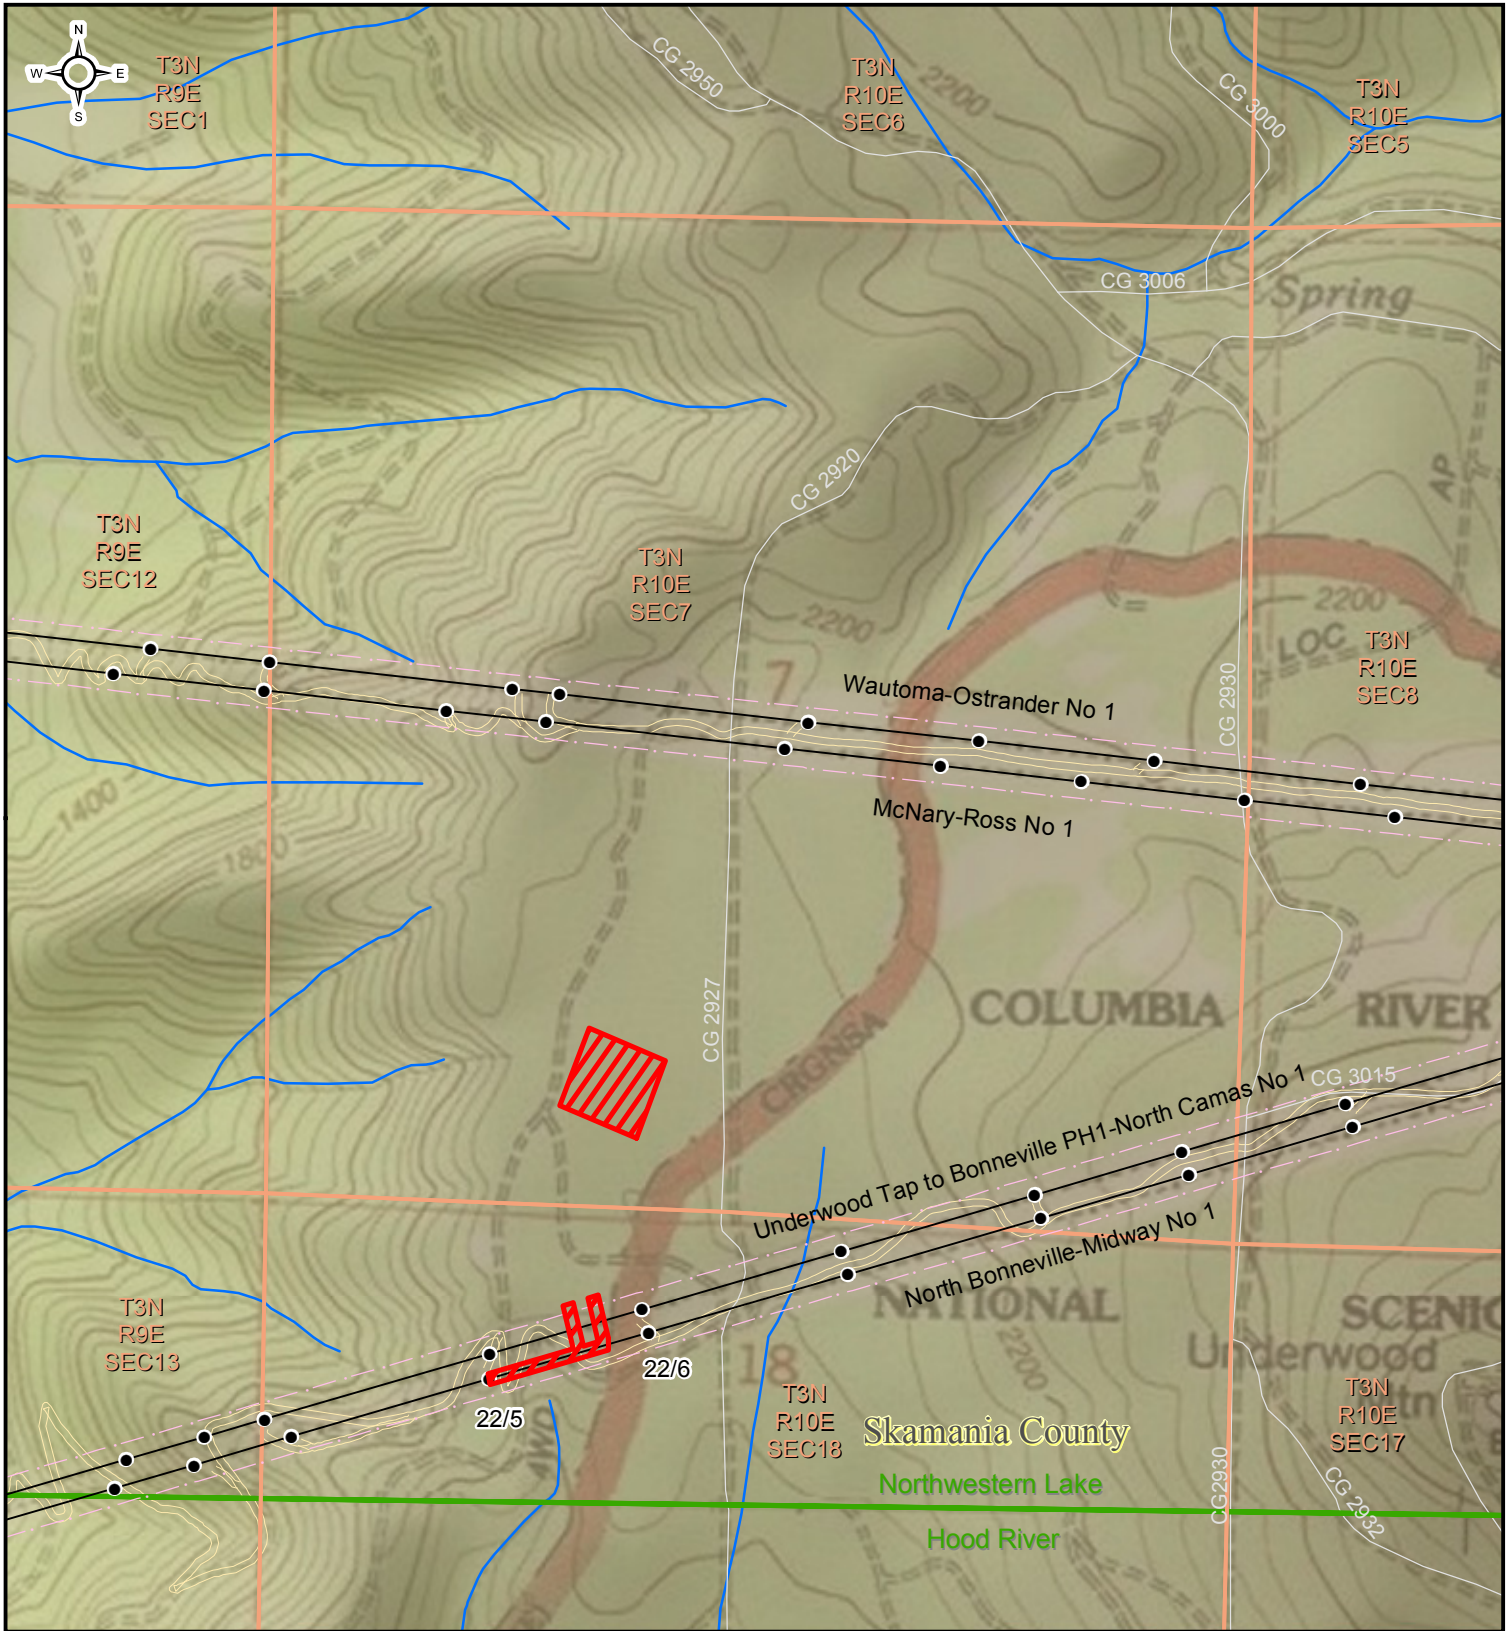 N
W
E
S
T3N
R9E
SEC1
CG 2950
T3N
R10E
SEC6
2200
CG 3000
T3N
R10E
SEC5
CG 3006
Spring
CG 2920
AP
T3N
R9E
SEC12
T3N
R10E
SEC7
2200
2200
LOC
T3N
R10E
SEC8
7
Wautoma-Ostrander No 1
CG 2930
McNary-Ross No 1
1400
1800
CG 2927
COLUMBIA
RIVER
CRGNSA
Underwood Tap to Bonneville PH1-North Camas No 1
CG 3015
North Bonneville-Midway No 1
NATIONAL
SCENIC
T3N
R9E
SEC13
22/6
22/5
18
Underwood
4WD
T3N
R10E
SEC18
Skamania County
T3N
R10E
SEC17
Northwestern Lake
Hood River
CG2930
CG 2932